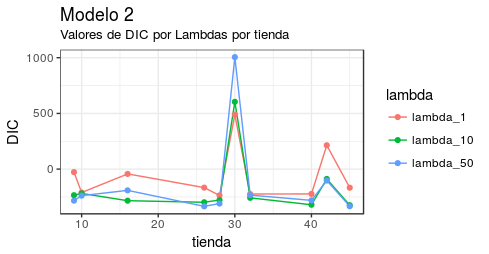 Modelo 2
Valores de DIC por Lambdas por tienda
DIC
1000
500
0
10
20
30
40
tienda
lambda
lambda_1
lambda_10
lambda_50